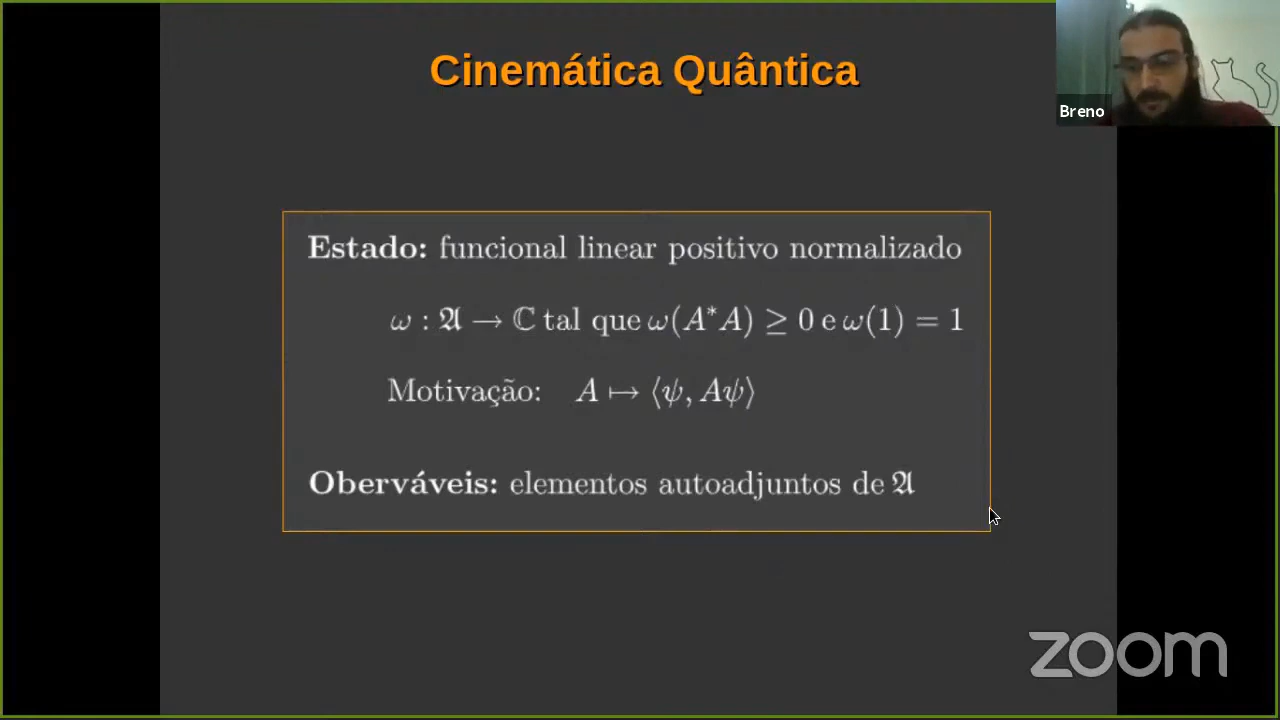 Cinemática Quântica
Breno
Estado: funcional linear positivo normalizado
ω : 𝔄 → ℂ tal que ω(A*A) ≥ 0 e ω(1) = 1
Motivação: A ↦ ⟨ψ, Aψ⟩
Oberváveis: elementos autoadjuntos de 𝔄
zoom